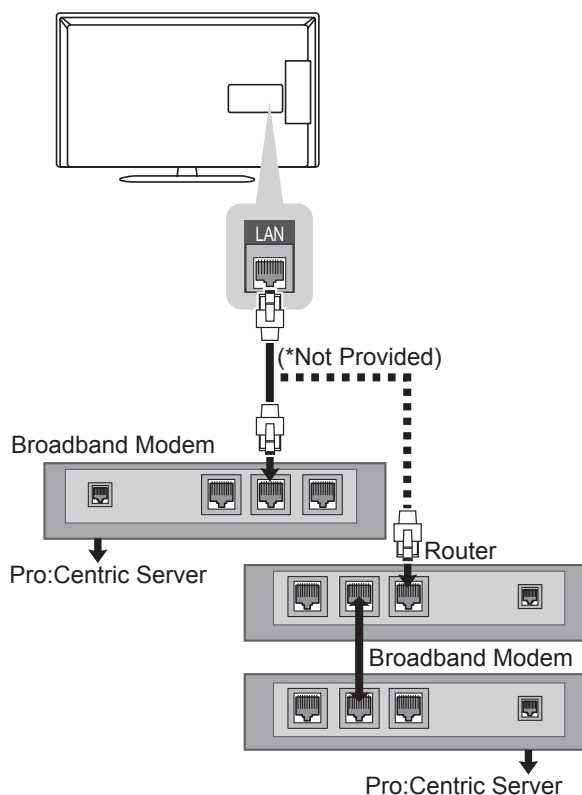 LAN
(*Not Provided)
Broadband Modem
Pro:Centric Server
Router
Broadband Modem
Pro:Centric Server